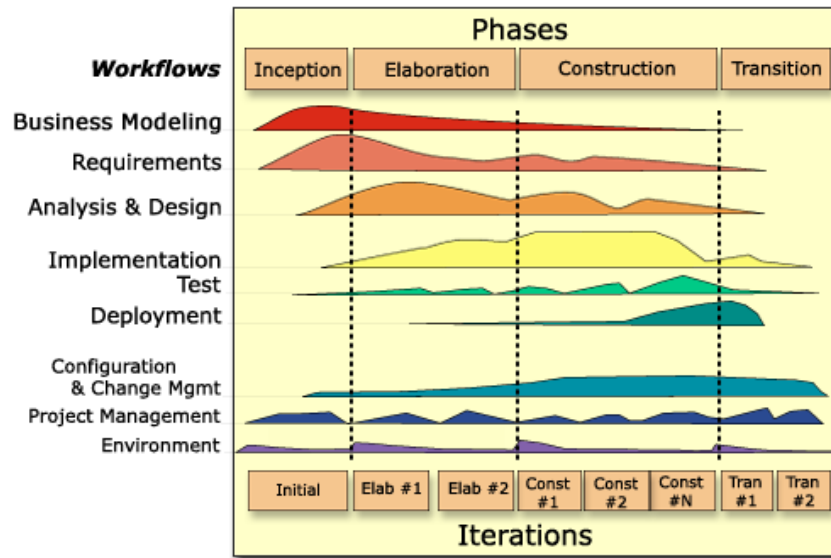 Phases
Workflows
Inception
Elaboration
Construction
Transition
Business Modeling
Requirements
Analysis & Design
Implementation
Test
Deployment
Configuration
& Change Mgmt
Project Management
Environment
Initial
Elab #1
Elab #2
Const
#1
Const
#2
Const
#N
Tran
#1
Tran
#2
Iterations